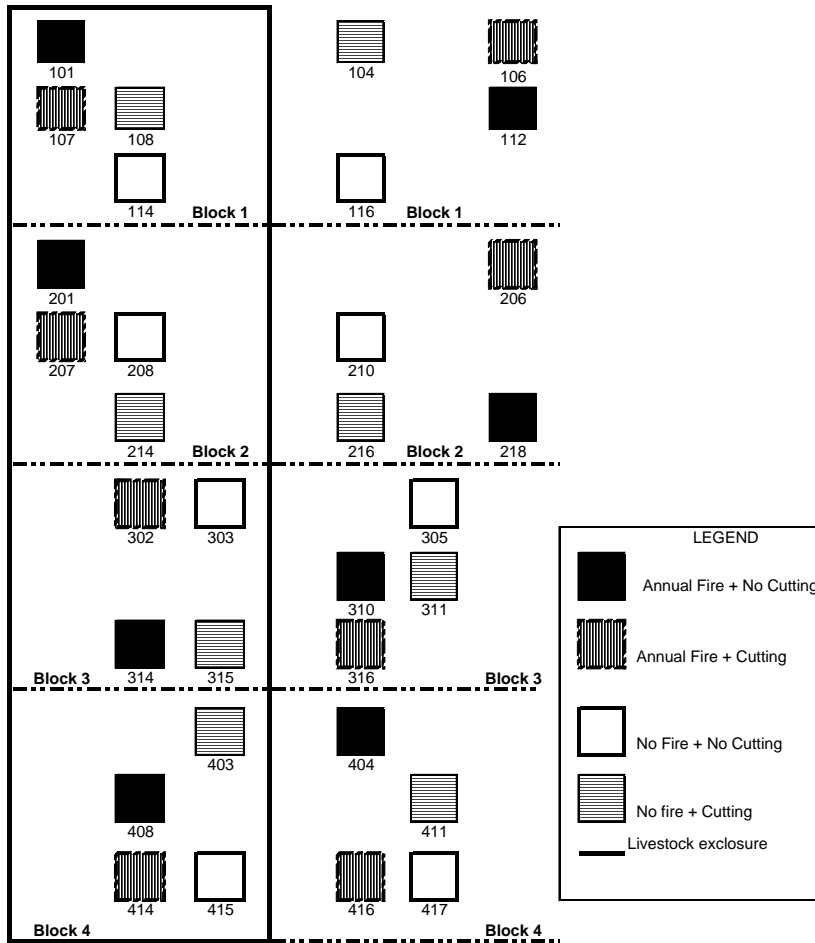 101
104
106
107
108
112
114
Block 1
116
Block 1
201
206
207
208
210
214
Block 2
216
Block 2
218
302
303
305
310
311
Block 3
314
315
316
Block 3
403
404
408
411
414
415
416
417
Block 4
Block 4
LEGEND
Annual Fire + No Cutting
Annual Fire + Cutting
No Fire + No Cutting
No fire + Cutting
Livestock exclosure